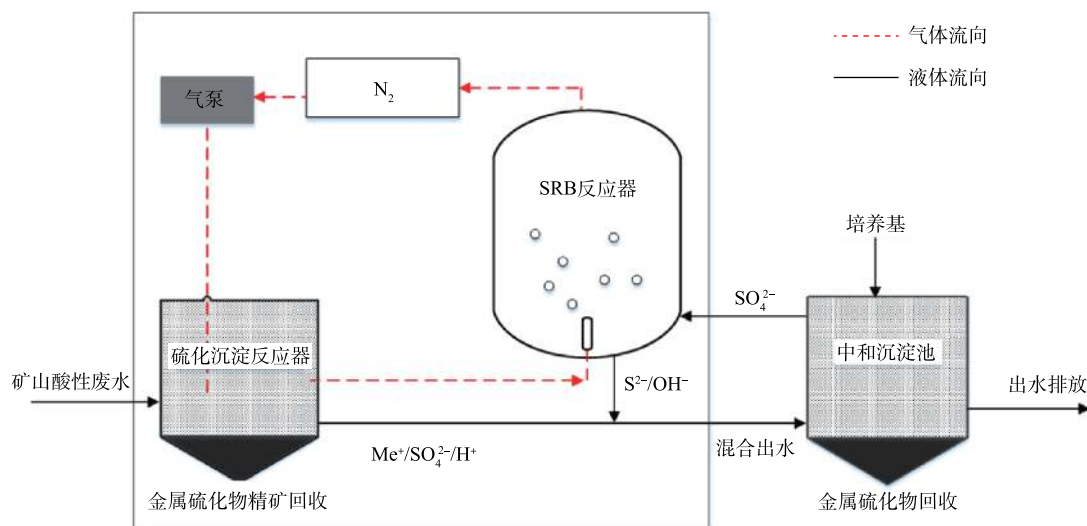 气体流向
液体流向
气泵
N₂
SRB反应器
培养基
SO₄²⁻
硫化沉淀反应器
中和沉淀池
矿山酸性废水
S²⁻/OH⁻
出水排放
Me⁺/SO₄²⁻/H⁺
混合出水
金属硫化物精矿回收
金属硫化物回收